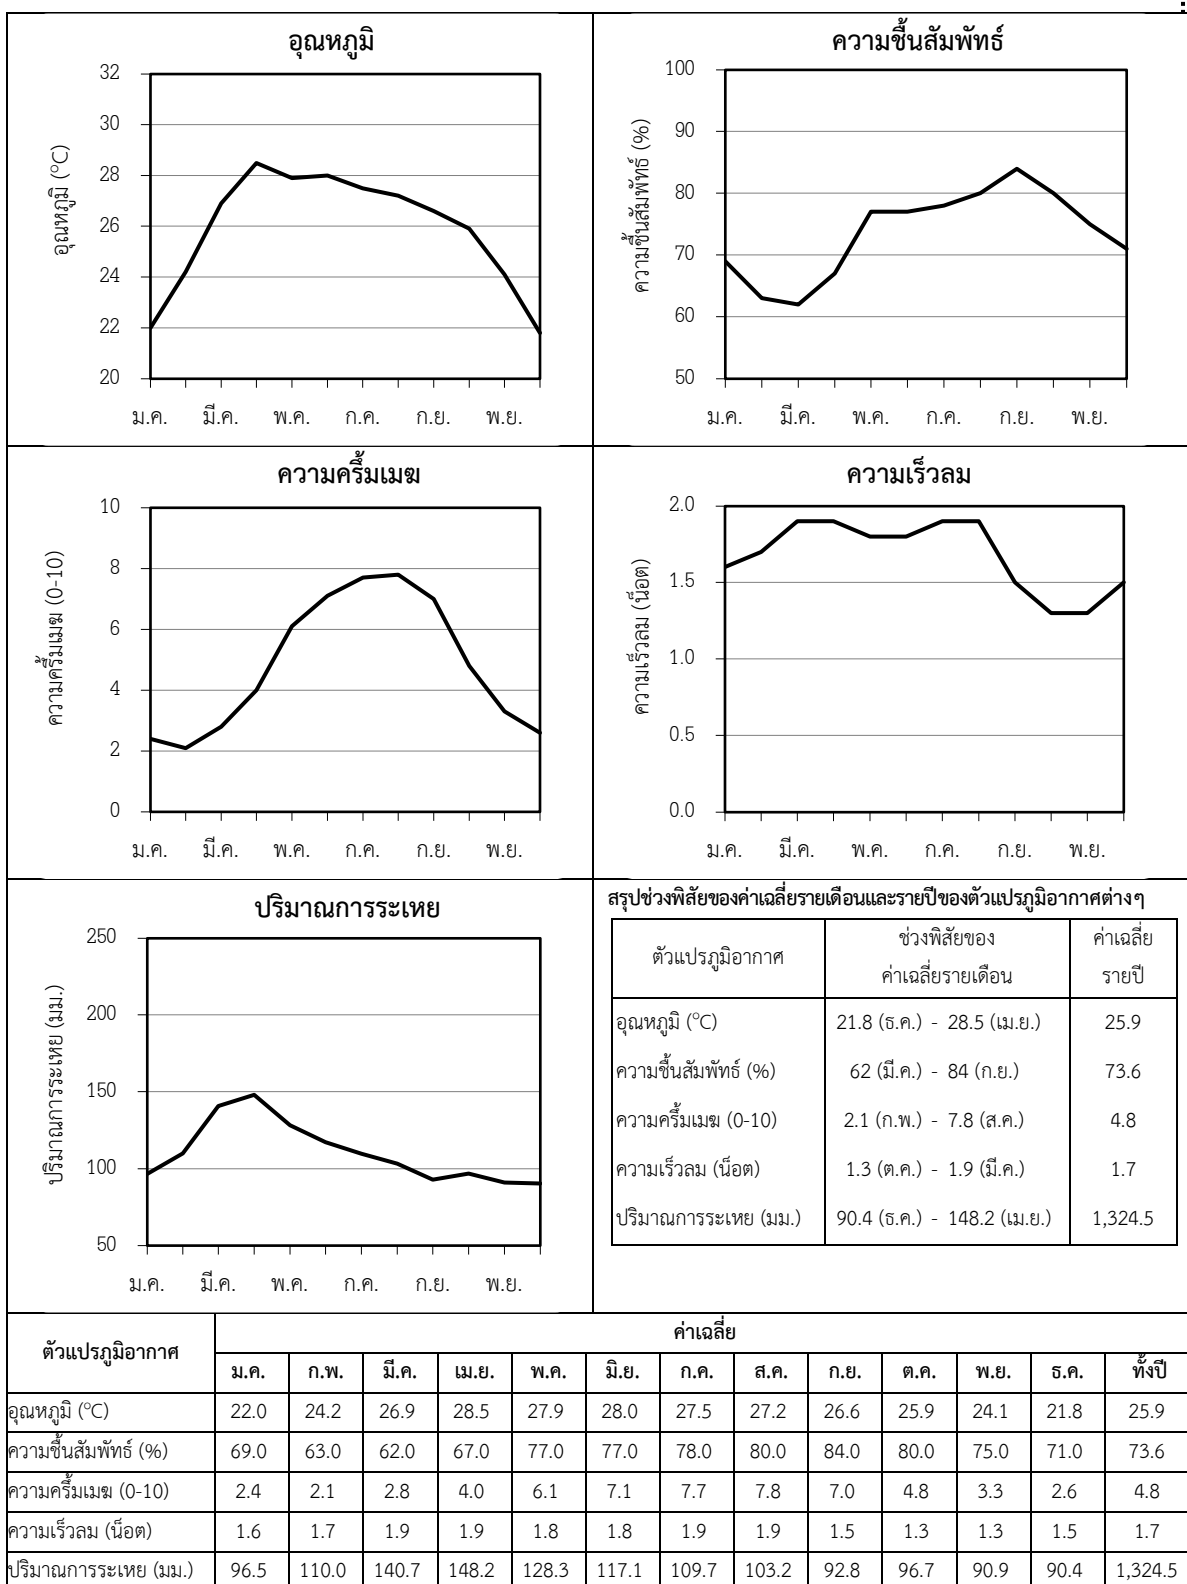 อุณหภูมิ
32
30
28
26
24
22
20
อุณหภูมิ (°C)
ม.ค. มี.ค. พ.ค. ก.ค. ก.ย. พ.ย.
ความชื้นสัมพัทธ์
100
90
80
70
60
50
ความชื้นสัมพัทธ์ (%)
ม.ค. มี.ค. พ.ค. ก.ค. ก.ย. พ.ย.
ความครึ้มเมฆ
10
8
6
4
2
0
ความครึ้มเมฆ (0-10)
ม.ค. มี.ค. พ.ค. ก.ค. ก.ย. พ.ย.
ความเร็วลม
2.0
1.5
1.0
0.5
0.0
ความเร็วลม (น็อต)
ม.ค. มี.ค. พ.ค. ก.ค. ก.ย. พ.ย.
ปริมาณการระเหย
250
200
150
100
50
ปริมาณการระเหย (มม.)
ม.ค. มี.ค. พ.ค. ก.ค. ก.ย. พ.ย.
สรุปช่วงพิสัยของค่าเฉลี่ยรายเดือนและรายปีของตัวแปรภูมิอากาศต่างๆ
ตัวแปรภูมิอากาศ ช่วงพิสัยของ ค่าเฉลี่ย
ค่าเฉลี่ยรายเดือน รายปี
อุณหภูมิ (°C) 21.8 (ธ.ค.) - 28.5 (เม.ย.) 25.9
ความชื้นสัมพัทธ์ (%) 62 (มี.ค.) - 84 (ก.ย.) 73.6
ความครึ้มเมฆ (0-10) 2.1 (ก.พ.) - 7.8 (ส.ค.) 4.8
ความเร็วลม (น็อต) 1.3 (ต.ค.) - 1.9 (มี.ค.) 1.7
ปริมาณการระเหย (มม.) 90.4 (ธ.ค.) - 148.2 (เม.ย.) 1,324.5
ตัวแปรภูมิอากาศ ค่าเฉลี่ย
ม.ค. ก.พ. มี.ค. เม.ย. พ.ค. มิ.ย. ก.ค. ส.ค. ก.ย. ต.ค. พ.ย. ธ.ค. ทั้งปี
อุณหภูมิ (°C) 22.0 24.2 26.9 28.5 27.9 28.0 27.5 27.2 26.6 25.9 24.1 21.8 25.9
ความชื้นสัมพัทธ์ (%) 69.0 63.0 62.0 67.0 77.0 77.0 78.0 80.0 84.0 80.0 75.0 71.0 73.6
ความครึ้มเมฆ (0-10) 2.4 2.1 2.8 4.0 6.1 7.1 7.7 7.8 7.0 4.8 3.3 2.6 4.8
ความเร็วลม (น็อต) 1.6 1.7 1.9 1.9 1.8 1.8 1.9 1.9 1.5 1.3 1.3 1.5 1.7
ปริมาณการระเหย (มม.) 96.5 110.0 140.7 148.2 128.3 117.1 109.7 103.2 92.8 96.7 90.9 90.4 1,324.5